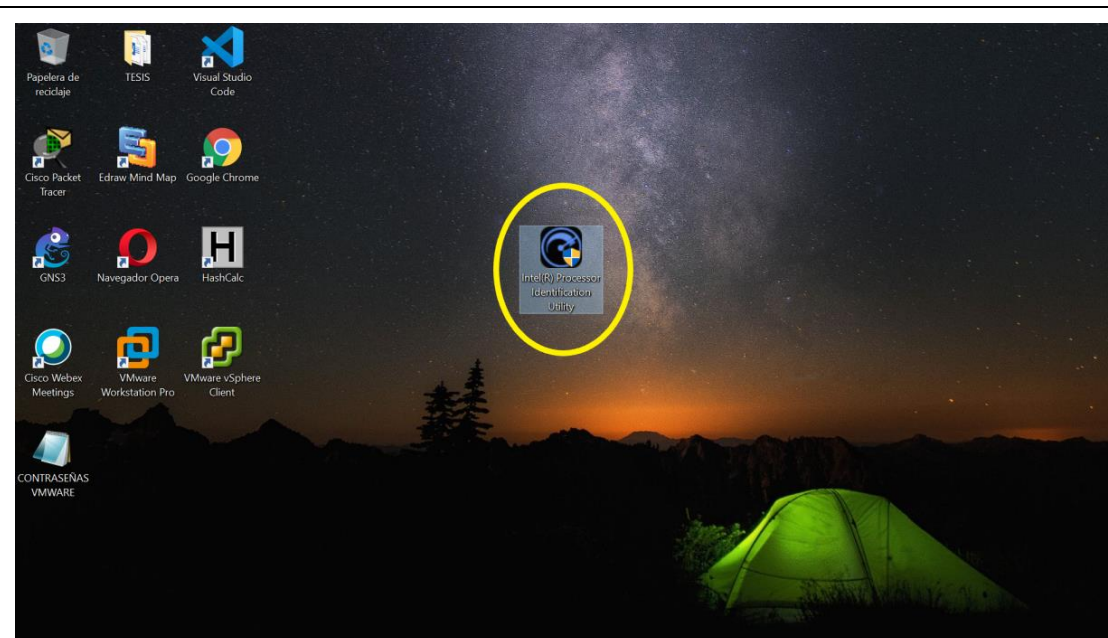 Papelera de
reciclaje
TESIS
Visual Studio
Code
Cisco Packet
Tracer
Edraw Mind Map
Google Chrome
GNS3
Navegador Opera
H
HashCalc
Intel(R) Processor
Identification
Utility
Cisco Webex
Meetings
VMware
Workstation Pro
VMware vSphere
Client
CONTRASEÑAS
VMWARE